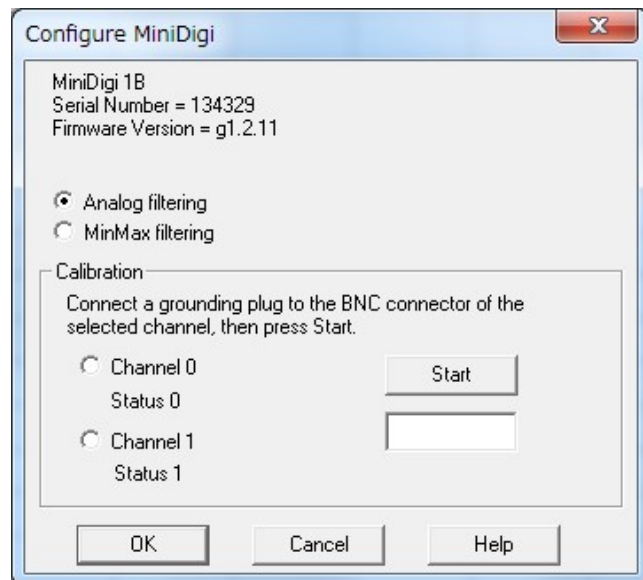 Configure MiniDigi
MiniDigi 1B
Serial Number = 134329
Firmware Version = g1.2.11
Analog filtering
MinMax filtering
Calibration
Connect a grounding plug to the BNC connector of the
selected channel, then press Start.
Channel 0
Start
Status 0
Channel 1
Status 1
OK
Cancel
Help